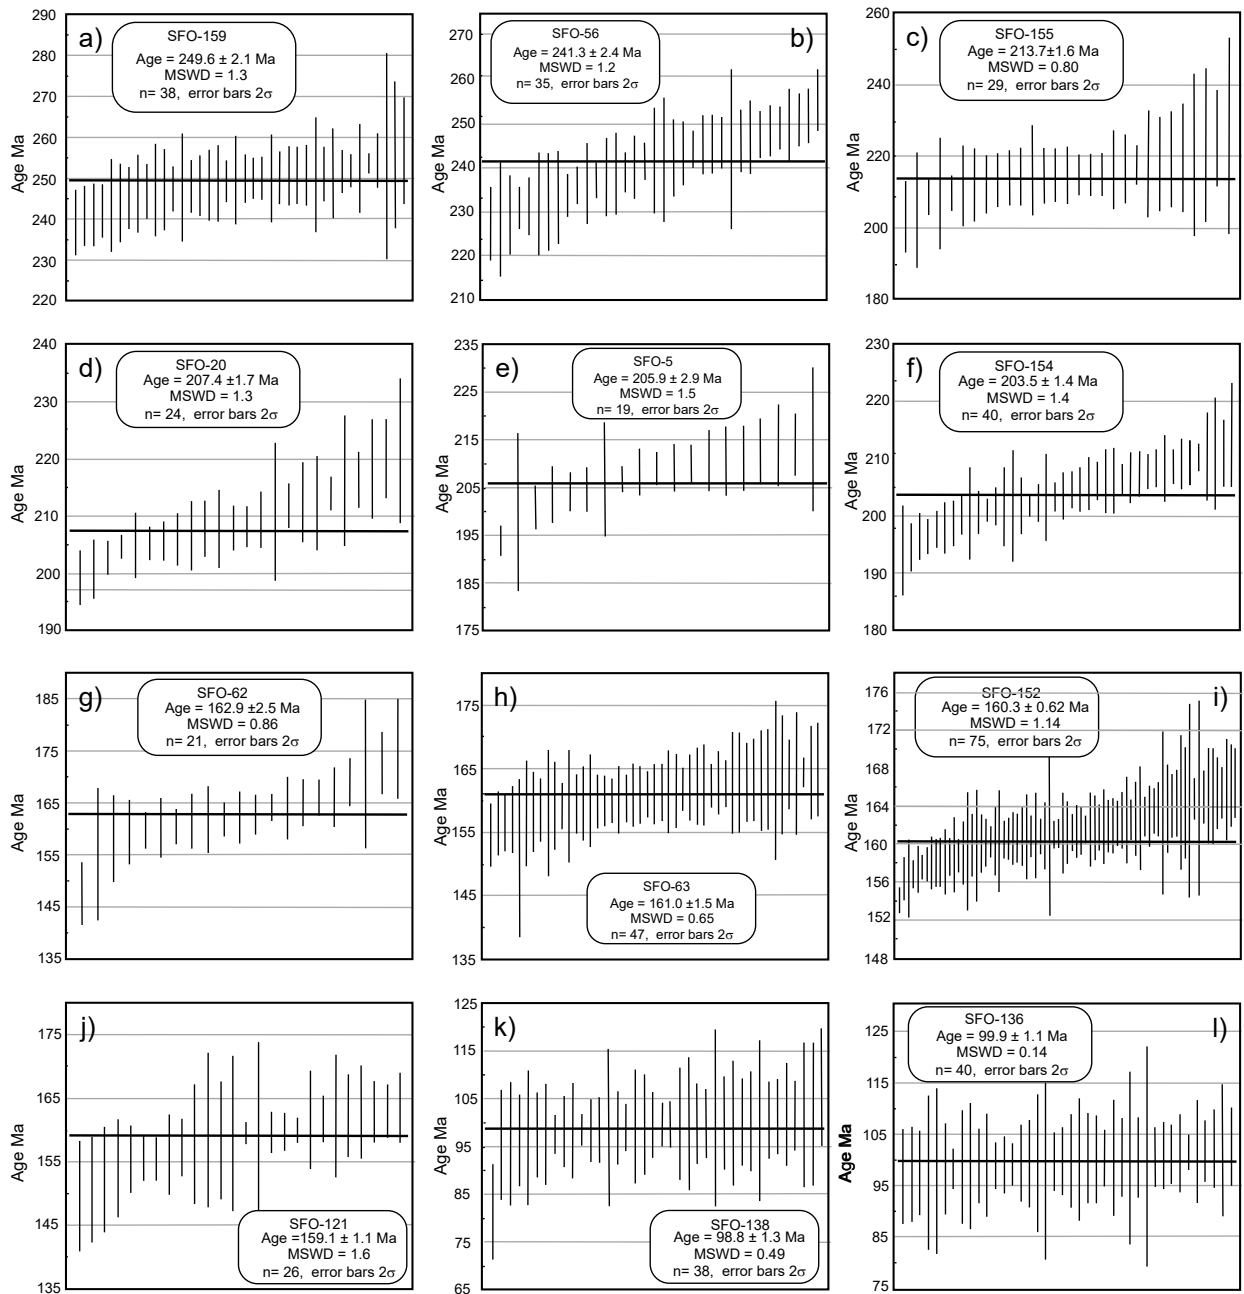 a)
SFO-159
Age = 249.6 ± 2.1 Ma
MSWD = 1.3
n= 38, error bars 2σ
Age Ma
290
280
270
260
250
240
230
220
b)
SFO-56
Age = 241.3 ± 2.4 Ma
MSWD = 1.2
n= 35, error bars 2σ
Age Ma
270
260
250
240
230
220
210
c)
SFO-155
Age = 213.7±1.6 Ma
MSWD = 0.80
n= 29, error bars 2σ
Age Ma
260
240
220
200
180
d)
SFO-20
Age = 207.4 ±1.7 Ma
MSWD = 1.3
n= 24, error bars 2σ
Age Ma
240
230
220
210
200
190
e)
SFO-5
Age = 205.9 ± 2.9 Ma
MSWD = 1.5
n= 19, error bars 2σ
Age Ma
235
225
215
205
195
185
175
f)
SFO-154
Age = 203.5 ± 1.4 Ma
MSWD = 1.4
n= 40, error bars 2σ
Age Ma
230
220
210
200
190
180
g)
SFO-62
Age = 162.9 ±2.5 Ma
MSWD = 0.86
n= 21, error bars 2σ
Age Ma
185
175
165
155
145
135
h)
SFO-63
Age = 161.0 ±1.5 Ma
MSWD = 0.65
n= 47, error bars 2σ
Age Ma
175
165
155
145
135
i)
SFO-152
Age = 160.3 ± 0.62 Ma
MSWD = 1.14
n= 75, error bars 2σ
Age Ma
176
172
168
164
160
156
152
148
j)
SFO-121
Age =159.1 ± 1.1 Ma
MSWD = 1.6
n= 26, error bars 2σ
Age Ma
175
165
155
145
135
k)
SFO-138
Age = 98.8 ± 1.3 Ma
MSWD = 0.49
n= 38, error bars 2σ
Age Ma
125
115
105
95
85
75
65
l)
SFO-136
Age = 99.9 ± 1.1 Ma
MSWD = 0.14
n= 40, error bars 2σ
Age Ma
125
115
105
95
85
75